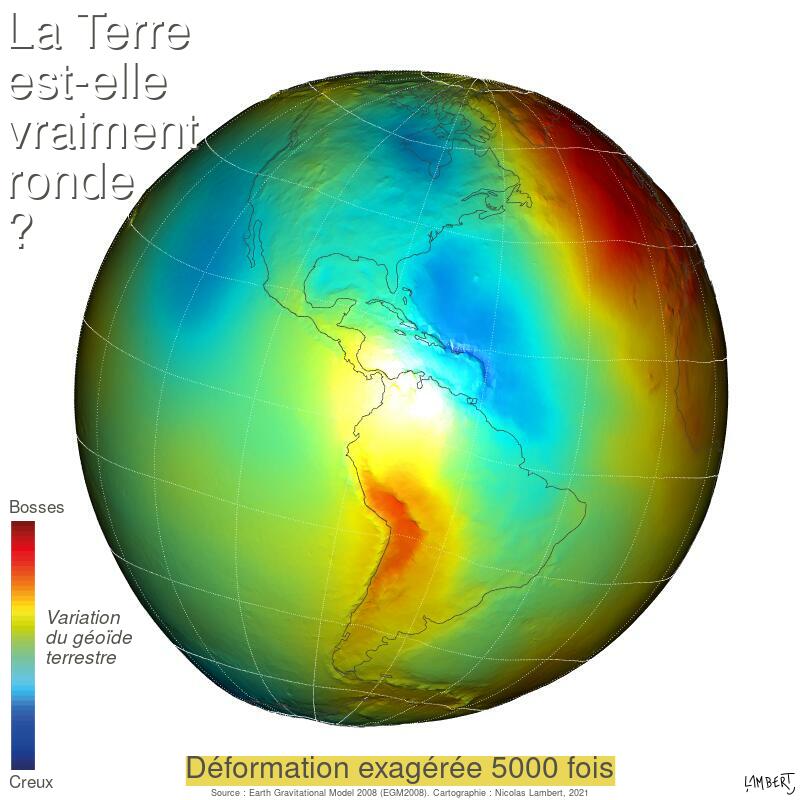 La Terre
est-elle
vraiment
ronde
?
Bosses
Variation
du géoïde
terrestre
Creux
Déformation exagérée 5000 fois
Source : Earth Gravitational Model 2008 (EGM2008). Cartographie : Nicolas Lambert, 2021
LAMBERT